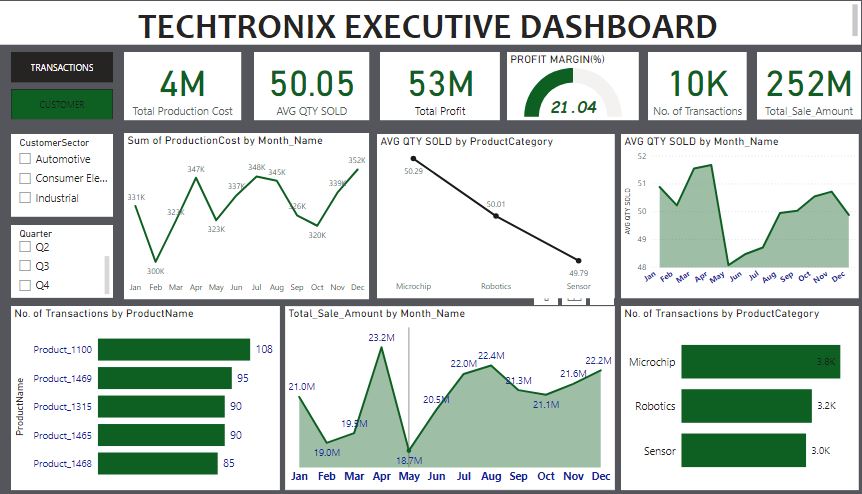 TECHTRONIX EXECUTIVE DASHBOARD
TRANSACTIONS
CUSTOMER
4M
Total Production Cost
50.05
AVG QTY SOLD
53M
Total Profit
PROFIT MARGIN(%)
21.04
10K
No. of Transactions
252M
Total_Sale_Amount
CustomerSector
Automotive
Consumer Ele...
Industrial
Quarter
Q2
Q3
Q4
Sum of ProductionCost by Month_Name
331K
300K
347K
323K
337K
348K
345K
320K
339K
352K
Jan Feb Mar Apr May Jun Jul Aug Sep Oct Nov Dec
AVG QTY SOLD by ProductCategory
50.29
50.01
49.79
Microchip Robotics Sensor
AVG QTY SOLD by Month_Name
AVG QTY SOLD
52
51
50
49
48
Jan Feb Mar Apr May Jun Jul Aug Sep Oct Nov Dec
No. of Transactions by ProductName
ProductName
Product_1100 108
Product_1469 95
Product_1315 90
Product_1465 90
Product_1468 85
Total_Sale_Amount by Month_Name
21.0M
19.0M
19.5M
23.2M
18.7M
20.5M
22.0M
22.4M
21.3M
21.1M
21.6M
22.2M
Jan Feb Mar Apr May Jun Jul Aug Sep Oct Nov Dec
No. of Transactions by ProductCategory
Microchip 3.8K
Robotics 3.2K
Sensor 3.0K